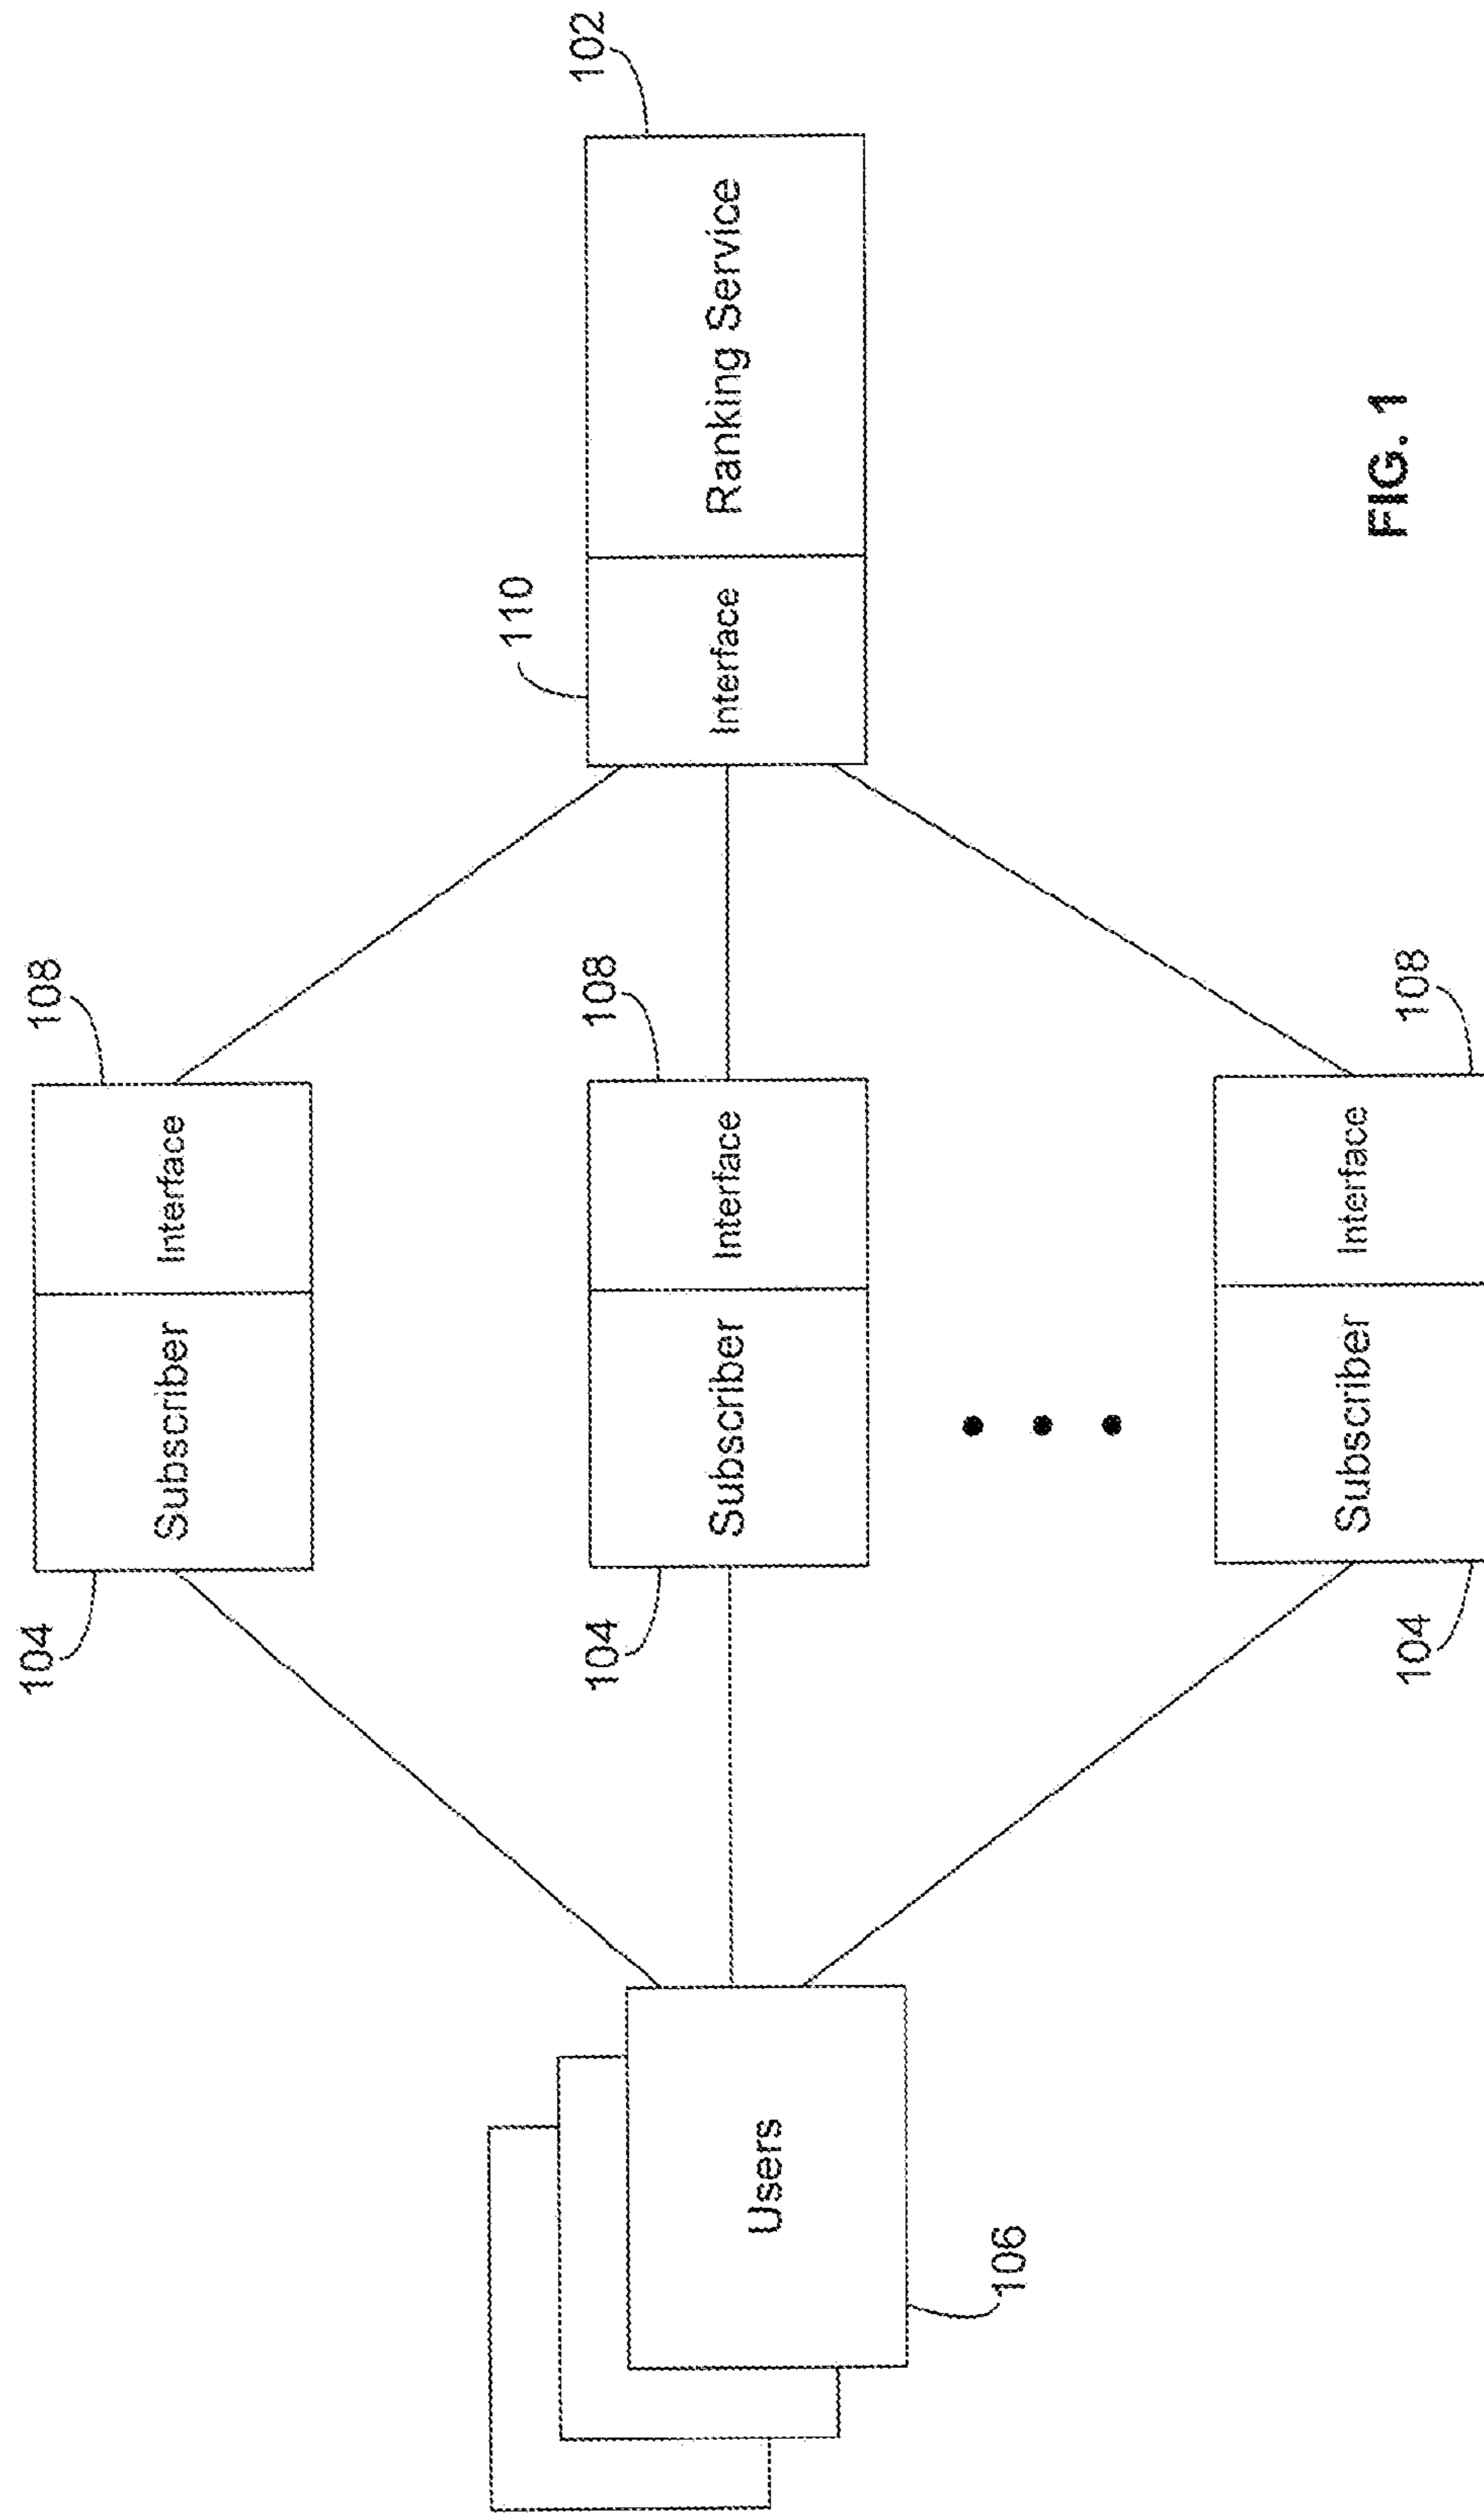 104
108
Subscriber
Interface
110
102
104
108
Users
Subscriber
Interface
Interface
Ranking Service
106
104
108
Subscriber
Interface
FIG. 1